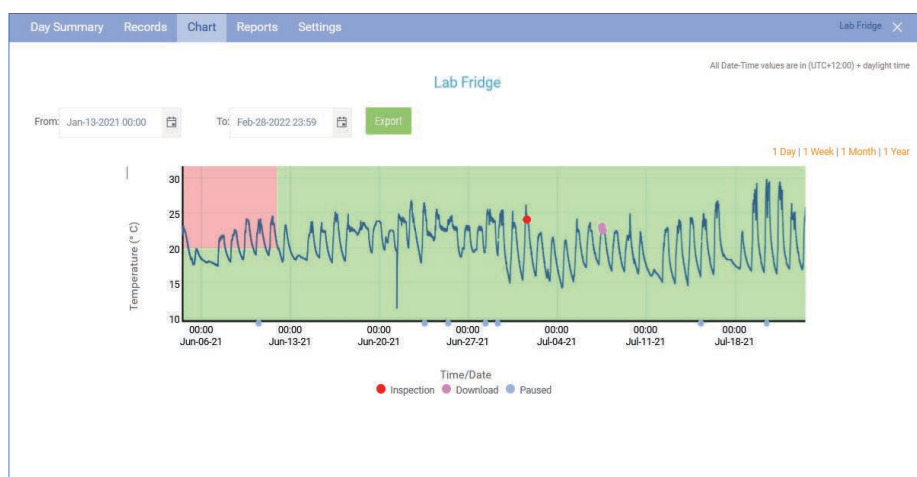 Day Summary Records Chart Reports Settings Lab Fridge
All Date-Time values are in (UTC+12:00) + daylight time
Lab Fridge
From: Jan-13-2021 00:00 To: Feb-28-2022 23:59 Export
1 Day | 1 Week | 1 Month | 1 Year
Temperature (° C)
30
25
20
15
10
00:00 00:00 00:00 00:00 00:00 00:00 00:00
Jun-06-21 Jun-13-21 Jun-20-21 Jun-27-21 Jul-04-21 Jul-11-21 Jul-18-21
Time/Date
Inspection Download Paused